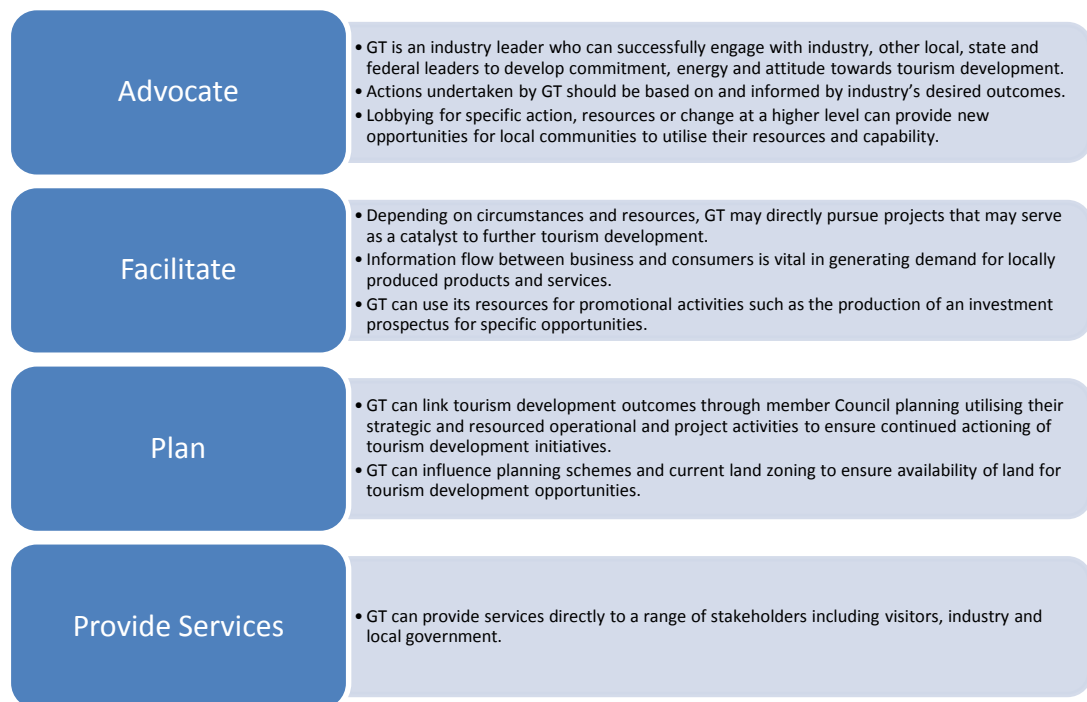 Advocate
• GT is an industry leader who can successfully engage with industry, other local, state and
federal leaders to develop commitment, energy and attitude towards tourism development.
• Actions undertaken by GT should be based on and informed by industry’s desired outcomes.
• Lobbying for specific action, resources or change at a higher level can provide new
opportunities for local communities to utilise their resources and capability.
Facilitate
• Depending on circumstances and resources, GT may directly pursue projects that may serve
as a catalyst to further tourism development.
• Information flow between business and consumers is vital in generating demand for locally
produced products and services.
• GT can use its resources for promotional activities such as the production of an investment
prospectus for specific opportunities.
Plan
• GT can link tourism development outcomes through member Council planning utilising their
strategic and resourced operational and project activities to ensure continued actioning of
tourism development initiatives.
• GT can influence planning schemes and current land zoning to ensure availability of land for
tourism development opportunities.
Provide Services
• GT can provide services directly to a range of stakeholders including visitors, industry and
local government.